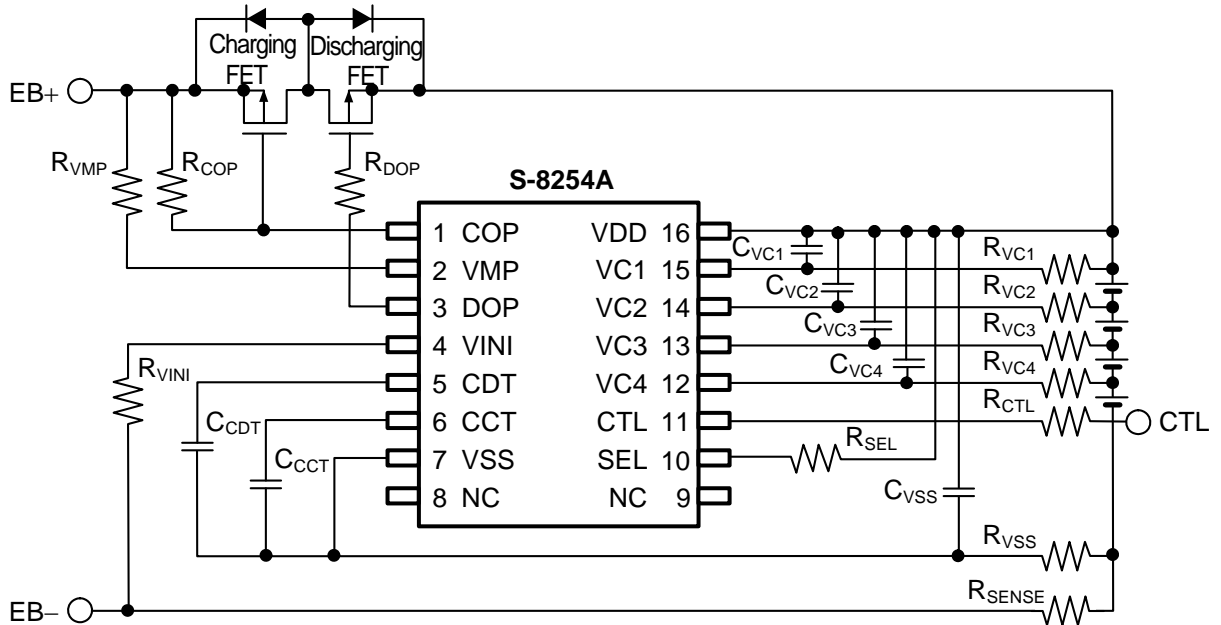 Charging Discharging
FET FET
EB+
RVMP RCOP RDOP
S-8254A
1 COP VDD 16
2 VMP VC1 15
3 DOP VC2 14
4 VINI VC3 13
5 CDT VC4 12
6 CCT CTL 11
7 VSS SEL 10
8 NC NC 9
CVC1 RVC1
CVC2 RVC2
CVC3 RVC3
CVC4 RVC4
RVINI RCTL
CTL
CCDT RSEL
CCCT CVSS
RVSS
RSENSE
EB−